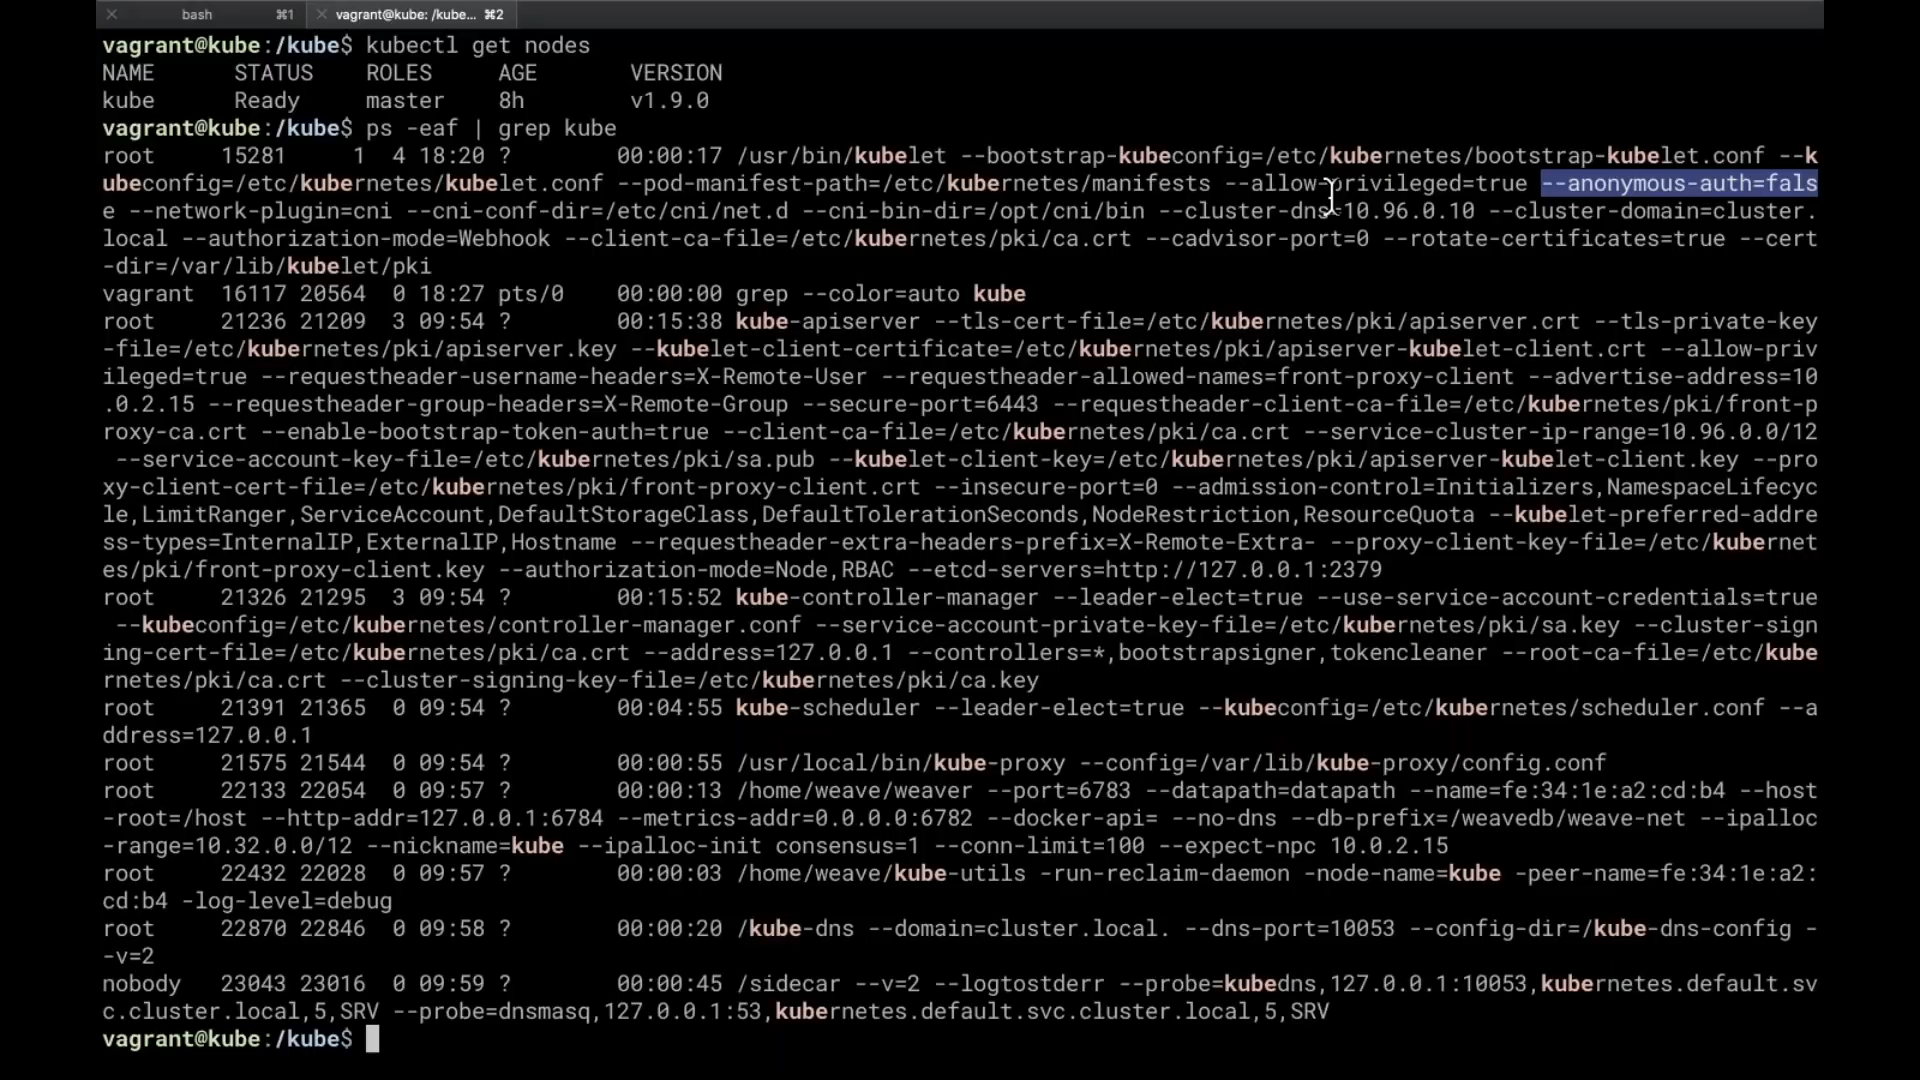 bash ⌘1 vagrant@kube: /kube... ⌘2
vagrant@kube:/kube$ kubectl get nodes
NAME STATUS ROLES AGE VERSION
kube Ready master 8h v1.9.0
vagrant@kube:/kube$ ps -eaf | grep kube
root 15281 1 4 18:20 ? 00:00:17 /usr/bin/kubelet --bootstrap-kubeconfig=/etc/kubernetes/bootstrap-kubelet.conf --k
ubeconfig=/etc/kubernetes/kubelet.conf --pod-manifest-path=/etc/kubernetes/manifests --allow-privileged=true --anonymous-auth=fals
e --network-plugin=cni --cni-conf-dir=/etc/cni/net.d --cni-bin-dir=/opt/cni/bin --cluster-dns=10.96.0.10 --cluster-domain=cluster.
local --authorization-mode=Webhook --client-ca-file=/etc/kubernetes/pki/ca.crt --cadvisor-port=0 --rotate-certificates=true --cert
-dir=/var/lib/kubelet/pki
vagrant 16117 20564 0 18:27 pts/0 00:00:00 grep --color=auto kube
root 21236 21209 3 09:54 ? 00:15:38 kube-apiserver --tls-cert-file=/etc/kubernetes/pki/apiserver.crt --tls-private-key
-file=/etc/kubernetes/pki/apiserver.key --kubelet-client-certificate=/etc/kubernetes/pki/apiserver-kubelet-client.crt --allow-priv
ileged=true --requestheader-username-headers=X-Remote-User --requestheader-allowed-names=front-proxy-client --advertise-address=10
.0.2.15 --requestheader-group-headers=X-Remote-Group --secure-port=6443 --requestheader-client-ca-file=/etc/kubernetes/pki/front-p
roxy-ca.crt --enable-bootstrap-token-auth=true --client-ca-file=/etc/kubernetes/pki/ca.crt --service-cluster-ip-range=10.96.0.0/12
--service-account-key-file=/etc/kubernetes/pki/sa.pub --kubelet-client-key=/etc/kubernetes/pki/apiserver-kubelet-client.key --pro
xy-client-cert-file=/etc/kubernetes/pki/front-proxy-client.crt --insecure-port=0 --admission-control=Initializers,NamespaceLifecyc
le,LimitRanger,ServiceAccount,DefaultStorageClass,DefaultTolerationSeconds,NodeRestriction,ResourceQuota --kubelet-preferred-addre
ss-types=InternalIP,ExternalIP,Hostname --requestheader-extra-headers-prefix=X-Remote-Extra- --proxy-client-key-file=/etc/kubernet
es/pki/front-proxy-client.key --authorization-mode=Node,RBAC --etcd-servers=http://127.0.0.1:2379
root 21326 21295 3 09:54 ? 00:15:52 kube-controller-manager --leader-elect=true --use-service-account-credentials=true
--kubeconfig=/etc/kubernetes/controller-manager.conf --service-account-private-key-file=/etc/kubernetes/pki/sa.key --cluster-sign
ing-cert-file=/etc/kubernetes/pki/ca.crt --address=127.0.0.1 --controllers=*,bootstrapsigner,tokencleaner --root-ca-file=/etc/kube
rnetes/pki/ca.crt --cluster-signing-key-file=/etc/kubernetes/pki/ca.key
root 21391 21365 0 09:54 ? 00:04:55 kube-scheduler --leader-elect=true --kubeconfig=/etc/kubernetes/scheduler.conf --a
ddress=127.0.0.1
root 21575 21544 0 09:54 ? 00:00:55 /usr/local/bin/kube-proxy --config=/var/lib/kube-proxy/config.conf
root 22133 22054 0 09:57 ? 00:00:13 /home/weave/weaver --port=6783 --datapath=datapath --name=fe:34:1e:a2:cd:b4 --host
-root=/host --http-addr=127.0.0.1:6784 --metrics-addr=0.0.0.0:6782 --docker-api= --no-dns --db-prefix=/weavedb/weave-net --ipalloc
-range=10.32.0.0/12 --nickname=kube --ipalloc-init consensus=1 --conn-limit=100 --expect-npc 10.0.2.15
root 22432 22028 0 09:57 ? 00:00:03 /home/weave/kube-utils -run-reclaim-daemon -node-name=kube -peer-name=fe:34:1e:a2:
cd:b4 -log-level=debug
root 22870 22846 0 09:58 ? 00:00:20 /kube-dns --domain=cluster.local. --dns-port=10053 --config-dir=/kube-dns-config -
-v=2
nobody 23043 23016 0 09:59 ? 00:00:45 /sidecar --v=2 --logtostderr --probe=kubedns,127.0.0.1:10053,kubernetes.default.sv
c.cluster.local,5,SRV --probe=dnsmasq,127.0.0.1:53,kubernetes.default.svc.cluster.local,5,SRV
vagrant@kube:/kube$